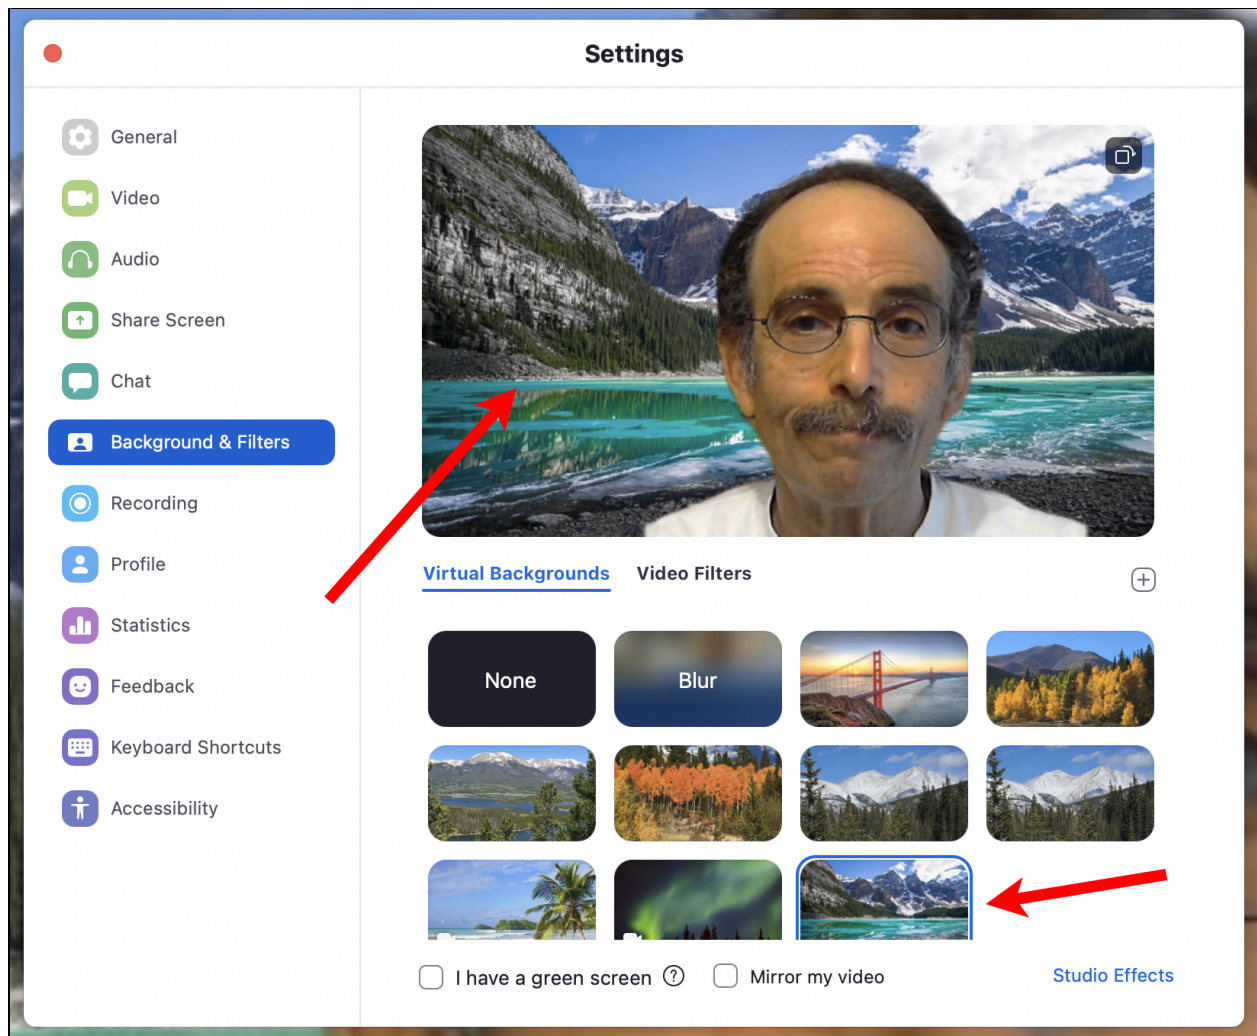 Settings
General
Video
Audio
Share Screen
Chat
Background & Filters
Recording
Profile
Statistics
Feedback
Keyboard Shortcuts
Accessibility
Virtual Backgrounds
Video Filters
None
Blur
I have a green screen
Mirror my video
Studio Effects